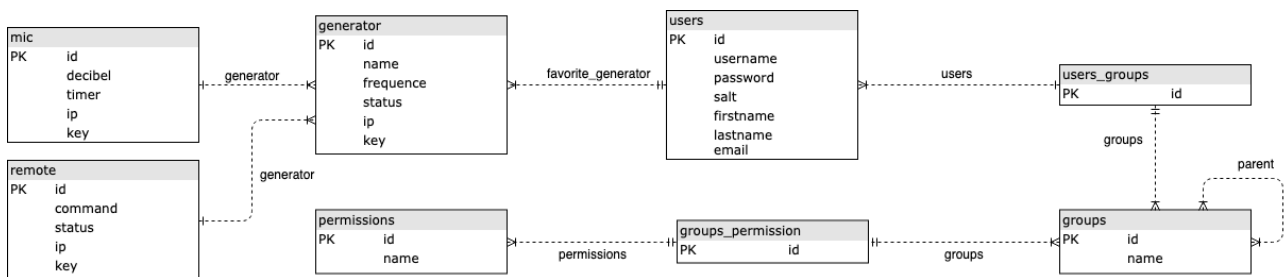 mic
PK id
decibel
timer
ip
key
generator
generator
PK id
name
frequence
status
ip
key
favorite_generator
users
PK id
username
password
salt
firstname
lastname
email
users
users_groups
PK id
groups
parent
remote
PK id
command
status
ip
key
generator
permissions
PK id
name
permissions
groups_permission
PK id
groups
groups
PK id
name